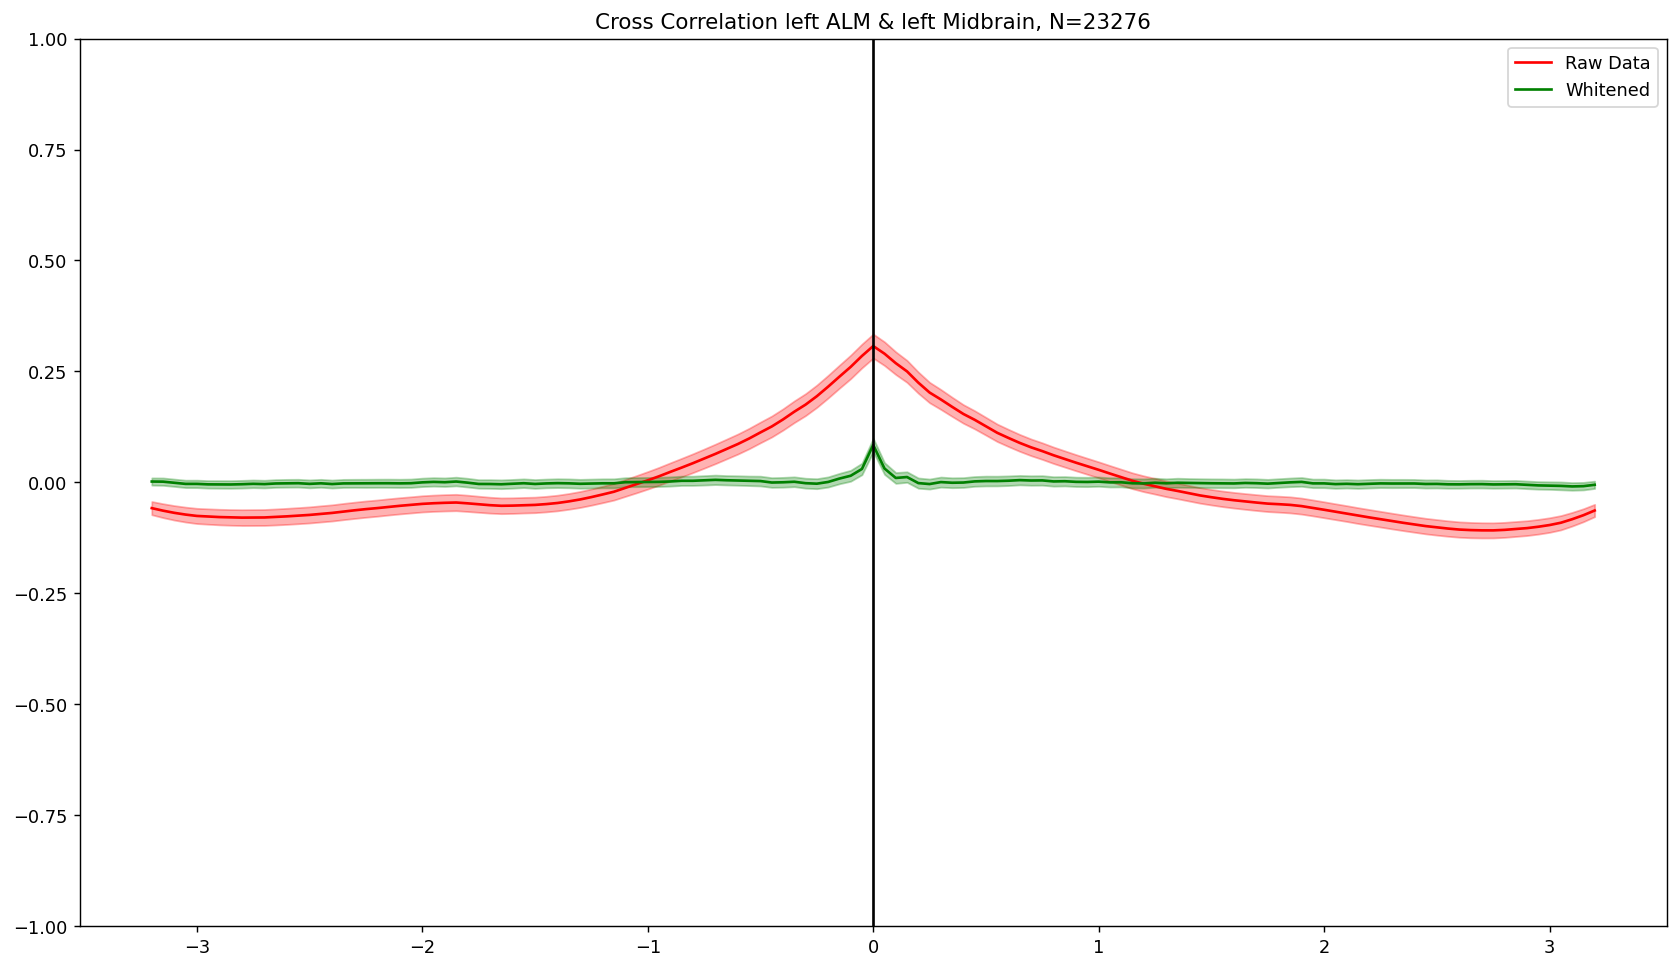 Cross Correlation left ALM & left Midbrain, N=23276
Raw Data
Whitened
1.00
0.75
0.50
0.25
0.00
−0.25
−0.50
−0.75
−1.00
−3 −2 −1 0 1 2 3